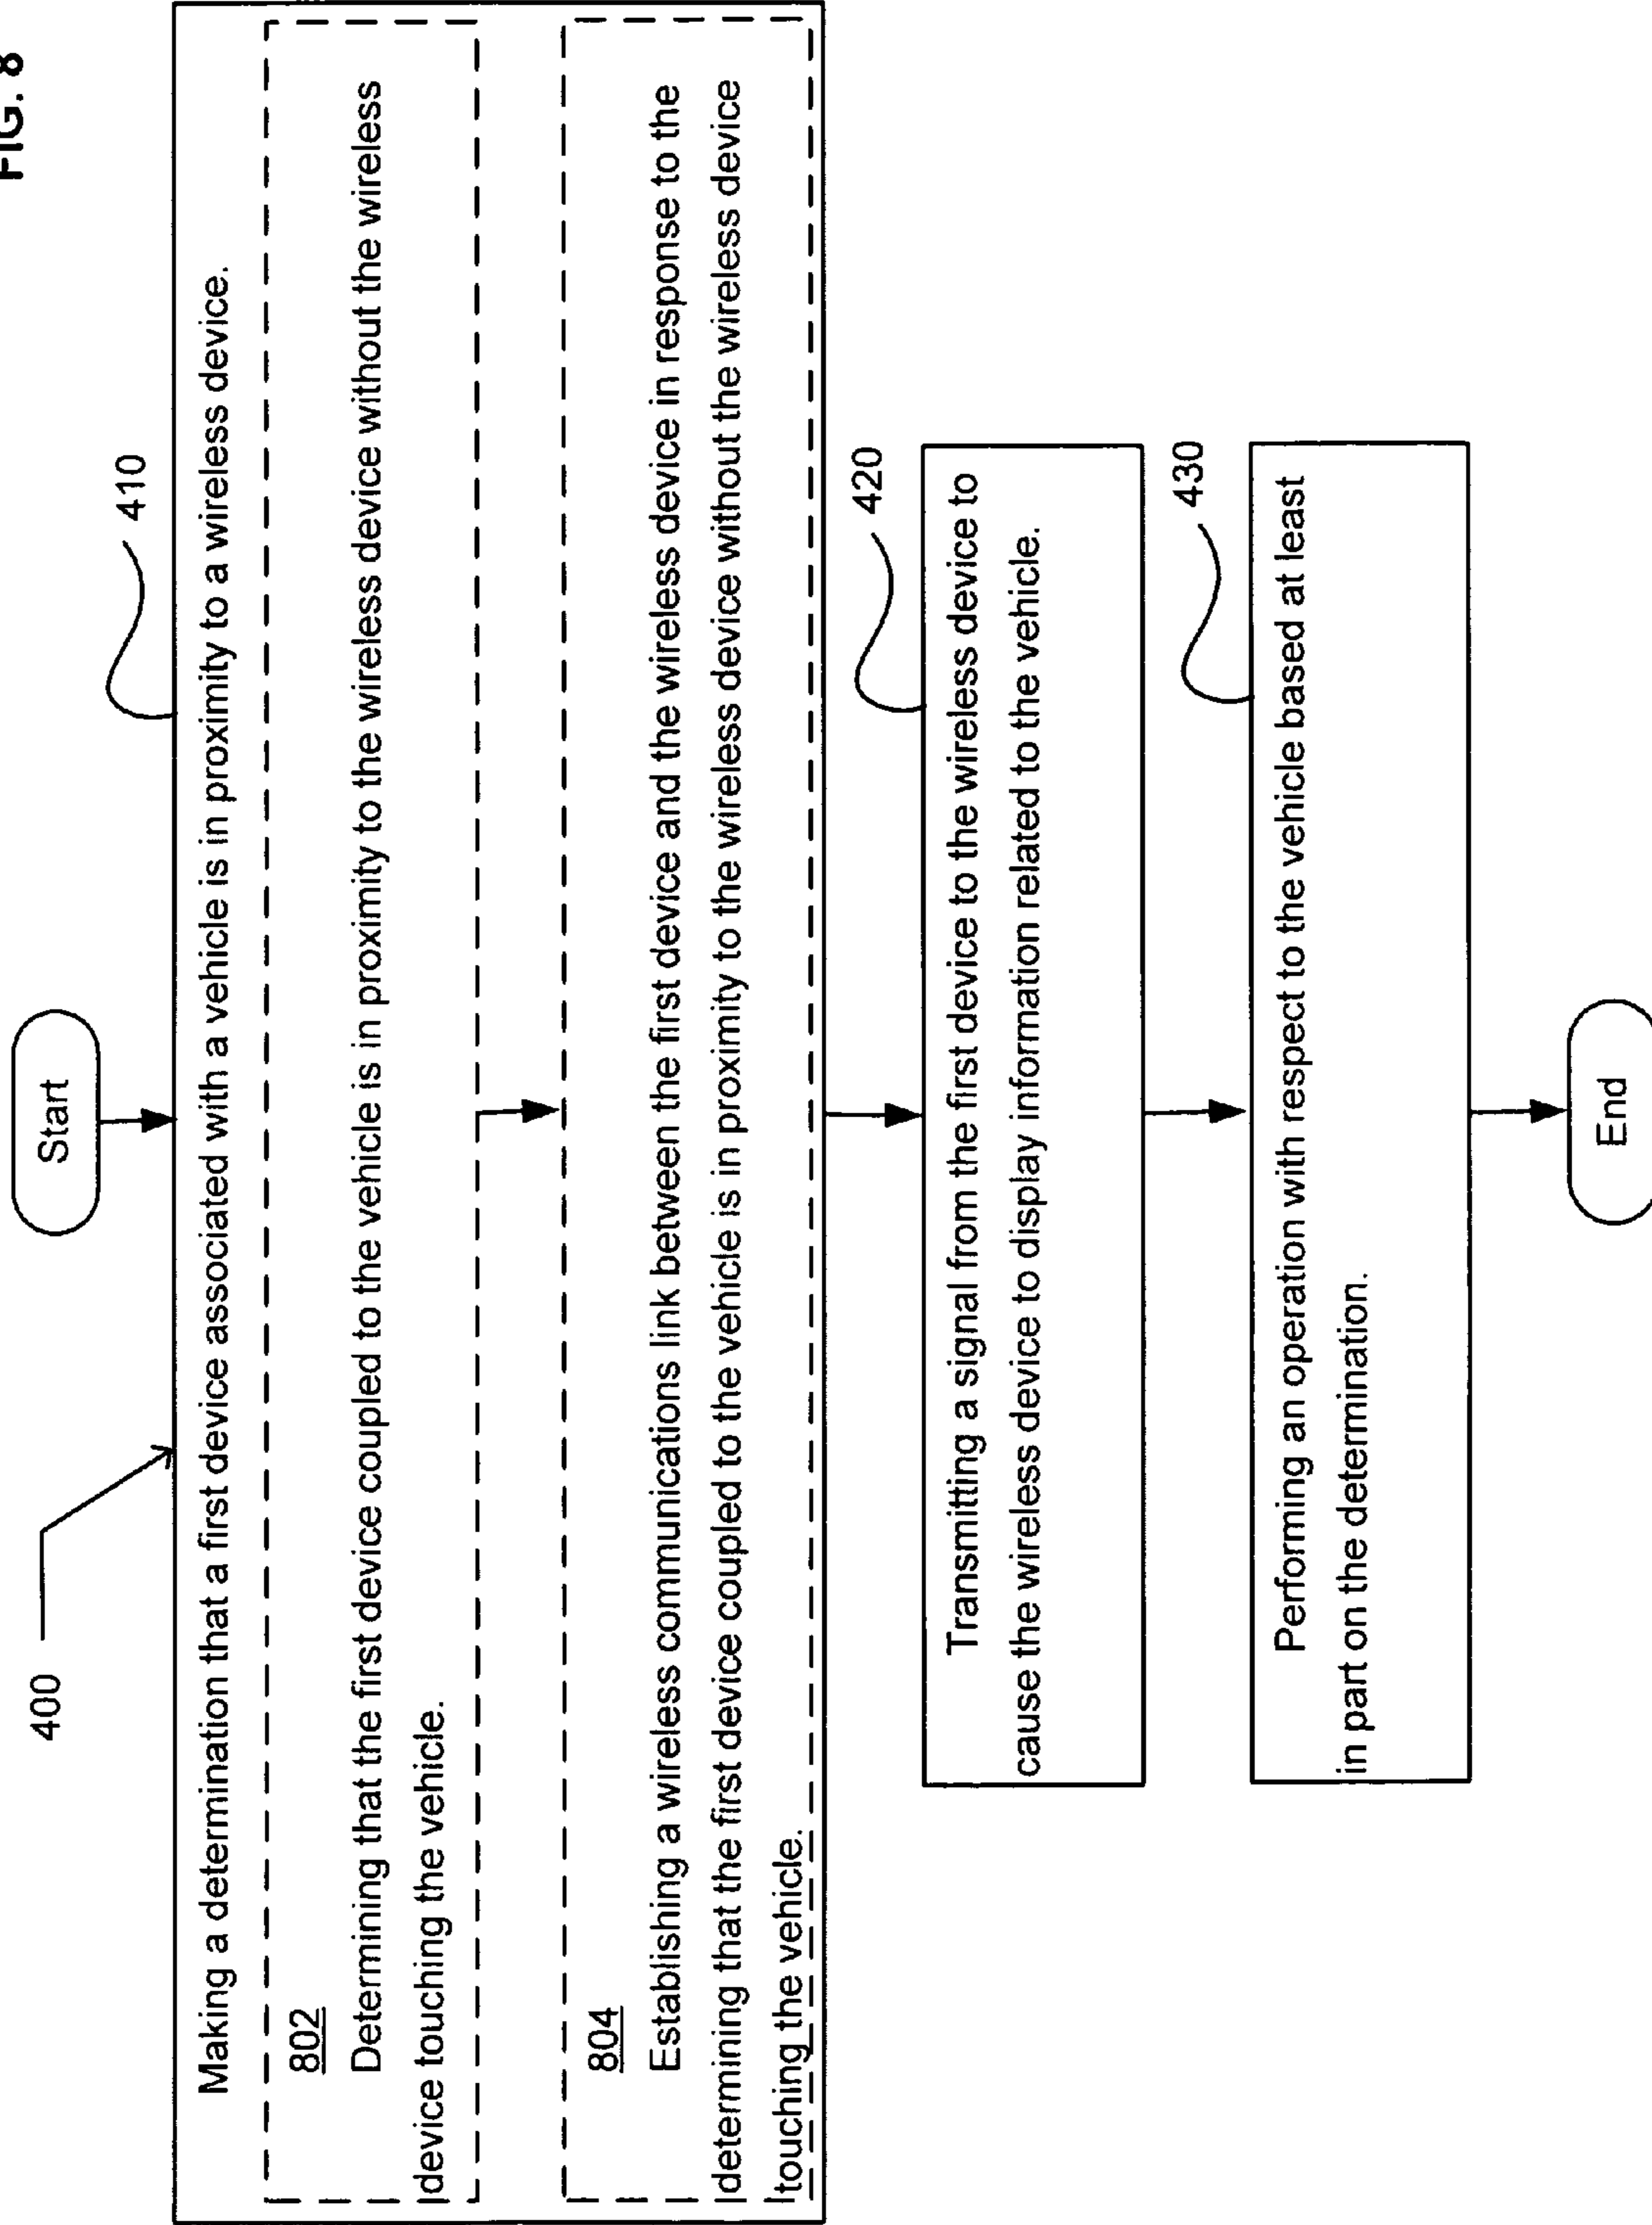 FIG. 8
400
Start
410
Making a determination that a first device associated with a vehicle is in proximity to a wireless device.
802
Determining that the first device coupled to the vehicle is in proximity to the wireless device without the wireless
device touching the vehicle.
804
Establishing a wireless communications link between the first device and the wireless device in response to the
determining that the first device coupled to the vehicle is in proximity to the wireless device without the wireless device
touching the vehicle.
420
Transmitting a signal from the first device to the wireless device to
cause the wireless device to display information related to the vehicle.
430
Performing an operation with respect to the vehicle based at least
in part on the determination.
End